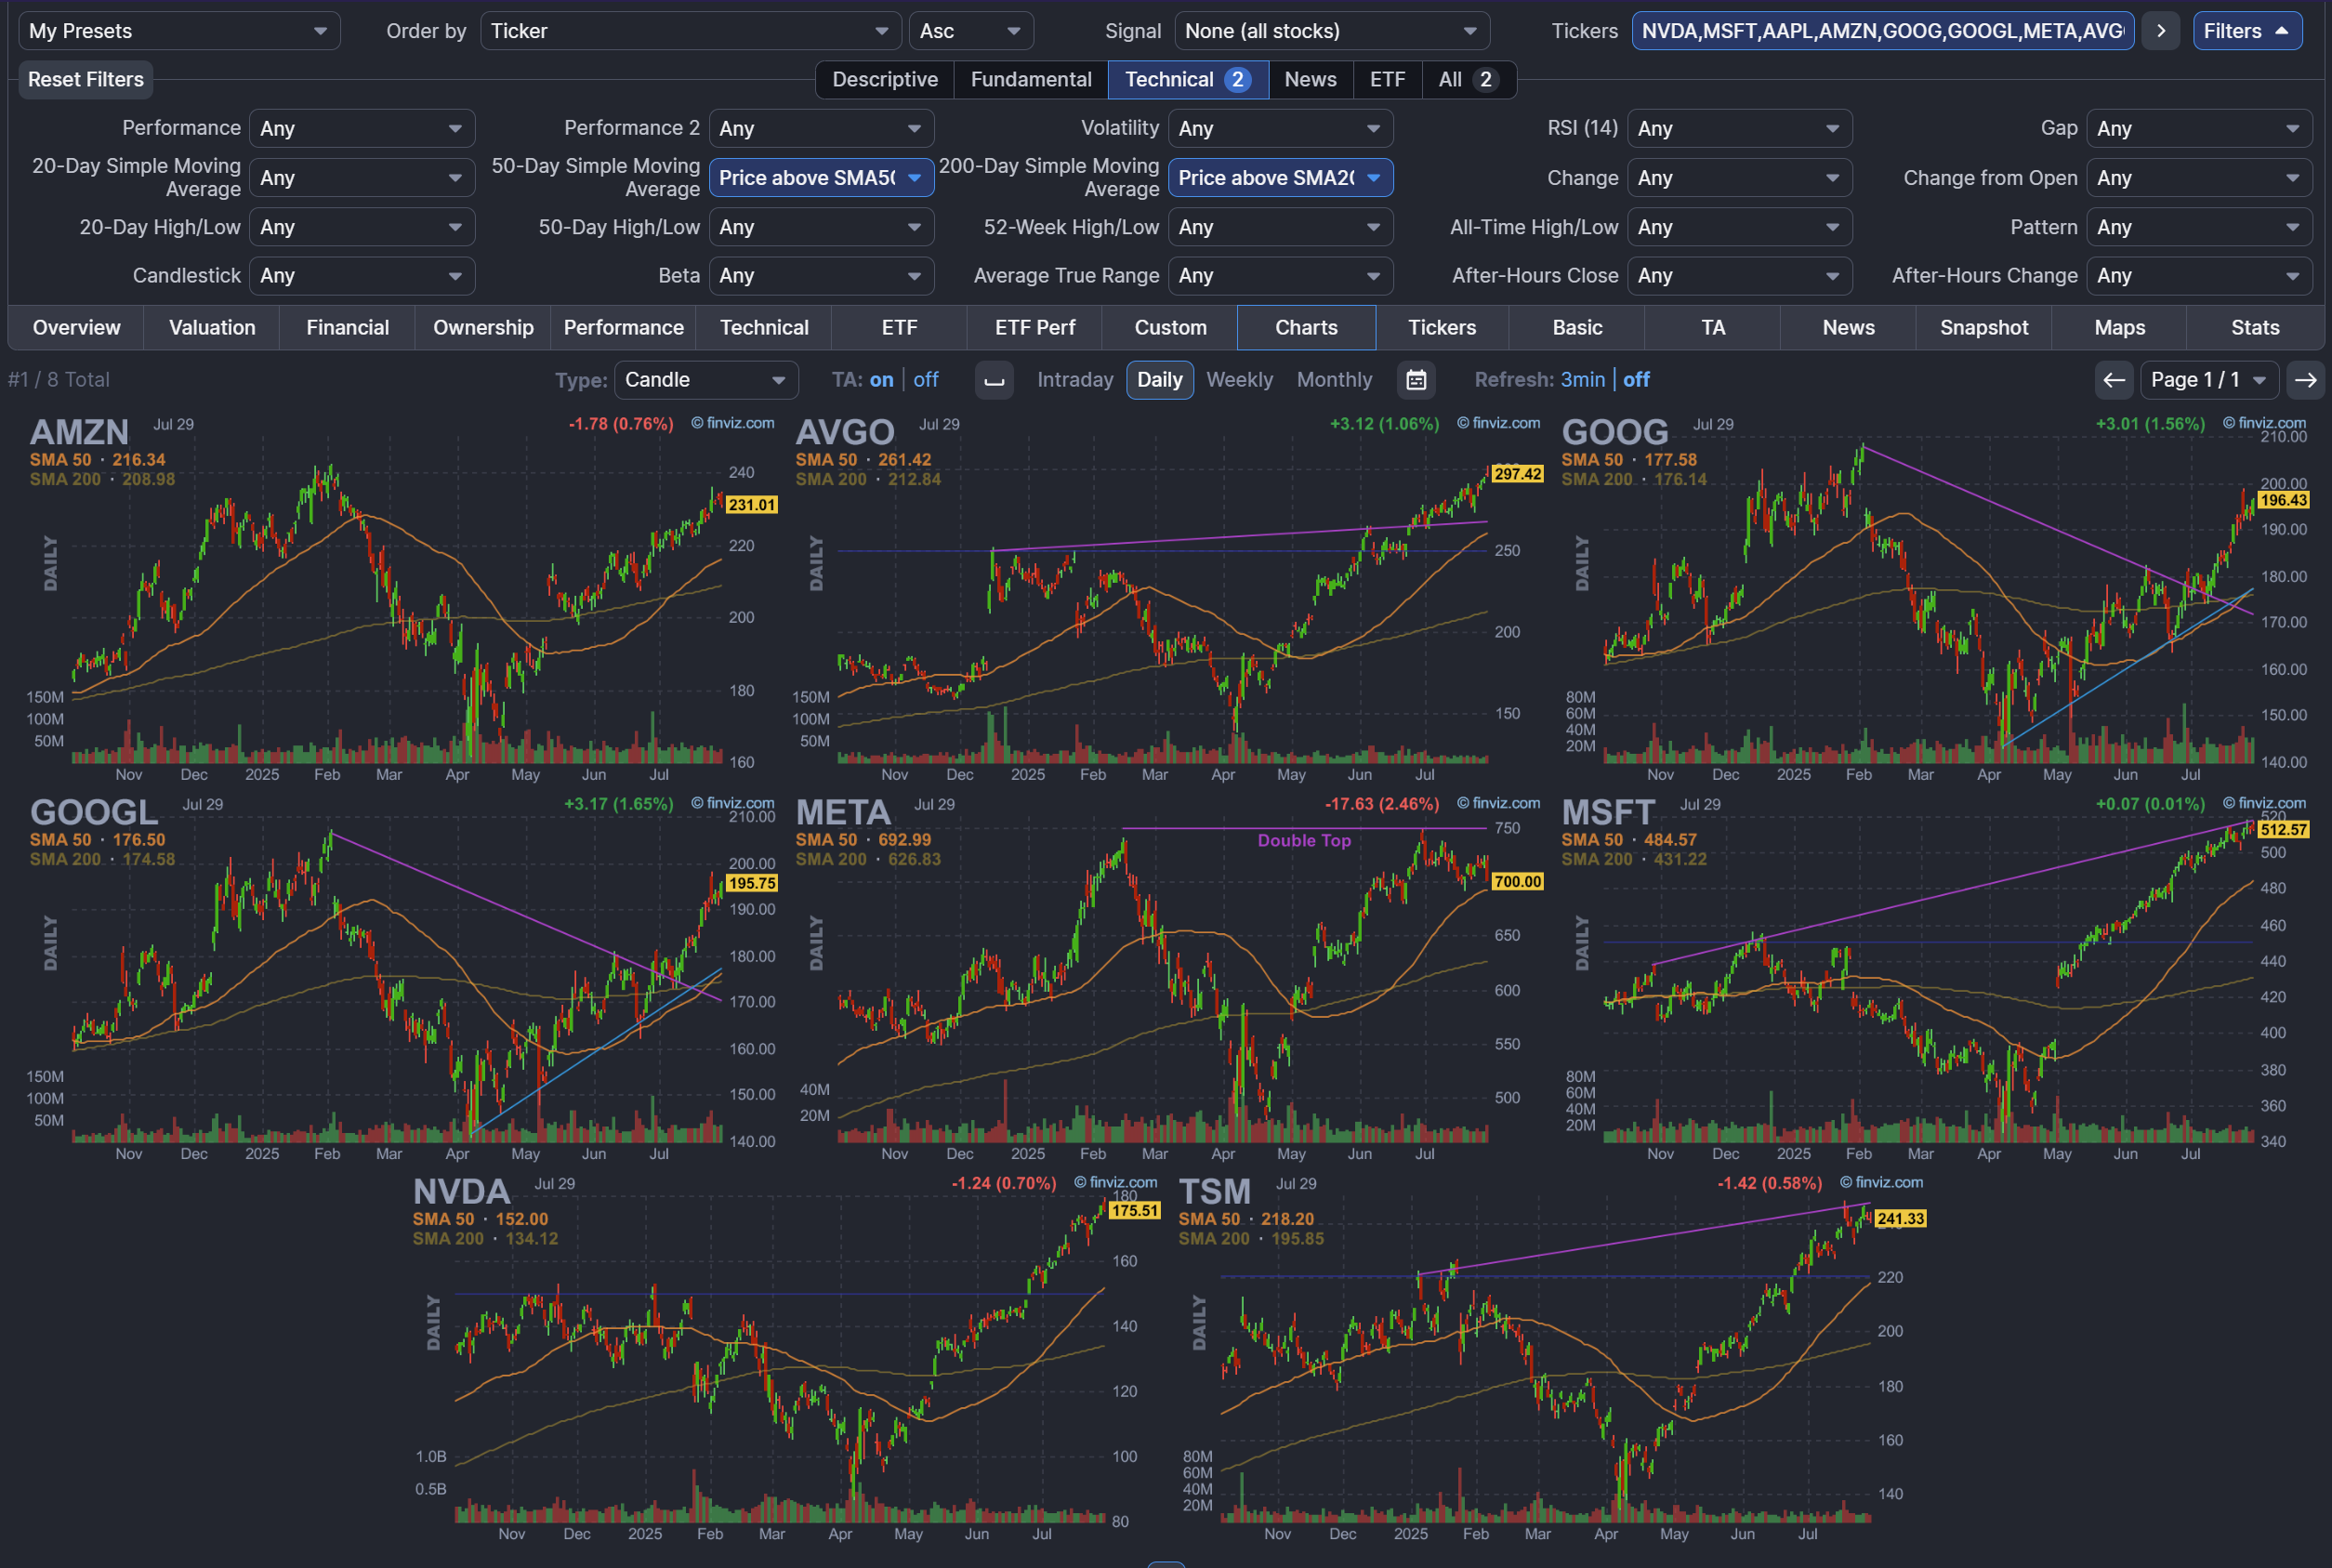 My Presets Order by Ticker Asc Signal None (all stocks) Tickers NVDA,MSFT,AAPL,AMZN,GOOG,GOOGL,META,AVG Filters
Reset Filters Descriptive Fundamental Technical 2 News ETF All 2
Performance Any Performance 2 Any Volatility Any RSI (14) Any Gap Any
20-Day Simple Moving Average Any 50-Day Simple Moving Average Price above SMA50 200-Day Simple Moving Average Price above SMA20 Change Any Change from Open Any
20-Day High/Low Any 50-Day High/Low Any 52-Week High/Low Any All-Time High/Low Any Pattern Any
Candlestick Any Beta Any Average True Range Any After-Hours Close Any After-Hours Change Any
Overview Valuation Financial Ownership Performance Technical ETF ETF Perf Custom Charts Tickers Basic TA News Snapshot Maps Stats
#1 / 8 Total Type: Candle TA: on | off Intraday Daily Weekly Monthly Refresh: 3min | off Page 1 / 1
AMZN Jul 29 -1.78 (0.76%) © finviz.com
SMA 50 · 216.34
SMA 200 · 208.98
DAILY
240
231.01
220
200
180
160
150M
100M
50M
Nov Dec 2025 Feb Mar Apr May Jun Jul
AVGO Jul 29 +3.12 (1.06%) © finviz.com
SMA 50 · 261.42
SMA 200 · 212.84
DAILY
297.42
250
200
150
150M
100M
50M
Nov Dec 2025 Feb Mar Apr May Jun Jul
GOOG Jul 29 +3.01 (1.56%) © finviz.com
SMA 50 · 177.58
SMA 200 · 176.14
DAILY
210.00
200.00
196.43
190.00
180.00
170.00
160.00
150.00
140.00
80M
60M
40M
20M
Nov Dec 2025 Feb Mar Apr May Jun Jul
GOOGL Jul 29 +3.17 (1.65%) © finviz.com
SMA 50 · 176.50
SMA 200 · 174.58
DAILY
210.00
200.00
195.75
190.00
180.00
170.00
160.00
150.00
140.00
150M
100M
50M
Nov Dec 2025 Feb Mar Apr May Jun Jul
META Jul 29 -17.63 (2.46%) © finviz.com
SMA 50 · 692.99
SMA 200 · 626.83
Double Top
DAILY
750
700.00
650
600
550
500
40M
20M
Nov Dec 2025 Feb Mar Apr May Jun Jul
MSFT Jul 29 +0.07 (0.01%) © finviz.com
SMA 50 · 484.57
SMA 200 · 431.22
DAILY
520
512.57
500
480
460
440
420
400
380
360
340
80M
60M
40M
20M
Nov Dec 2025 Feb Mar Apr May Jun Jul
NVDA Jul 29 -1.24 (0.70%) © finviz.com
SMA 50 · 152.00
SMA 200 · 134.12
DAILY
180
175.51
160
140
120
100
80
1.0B
0.5B
Nov Dec 2025 Feb Mar Apr May Jun Jul
TSM Jul 29 -1.42 (0.58%) © finviz.com
SMA 50 · 218.20
SMA 200 · 195.85
DAILY
241.33
220
200
180
160
140
80M
60M
40M
20M
Nov Dec 2025 Feb Mar Apr May Jun Jul